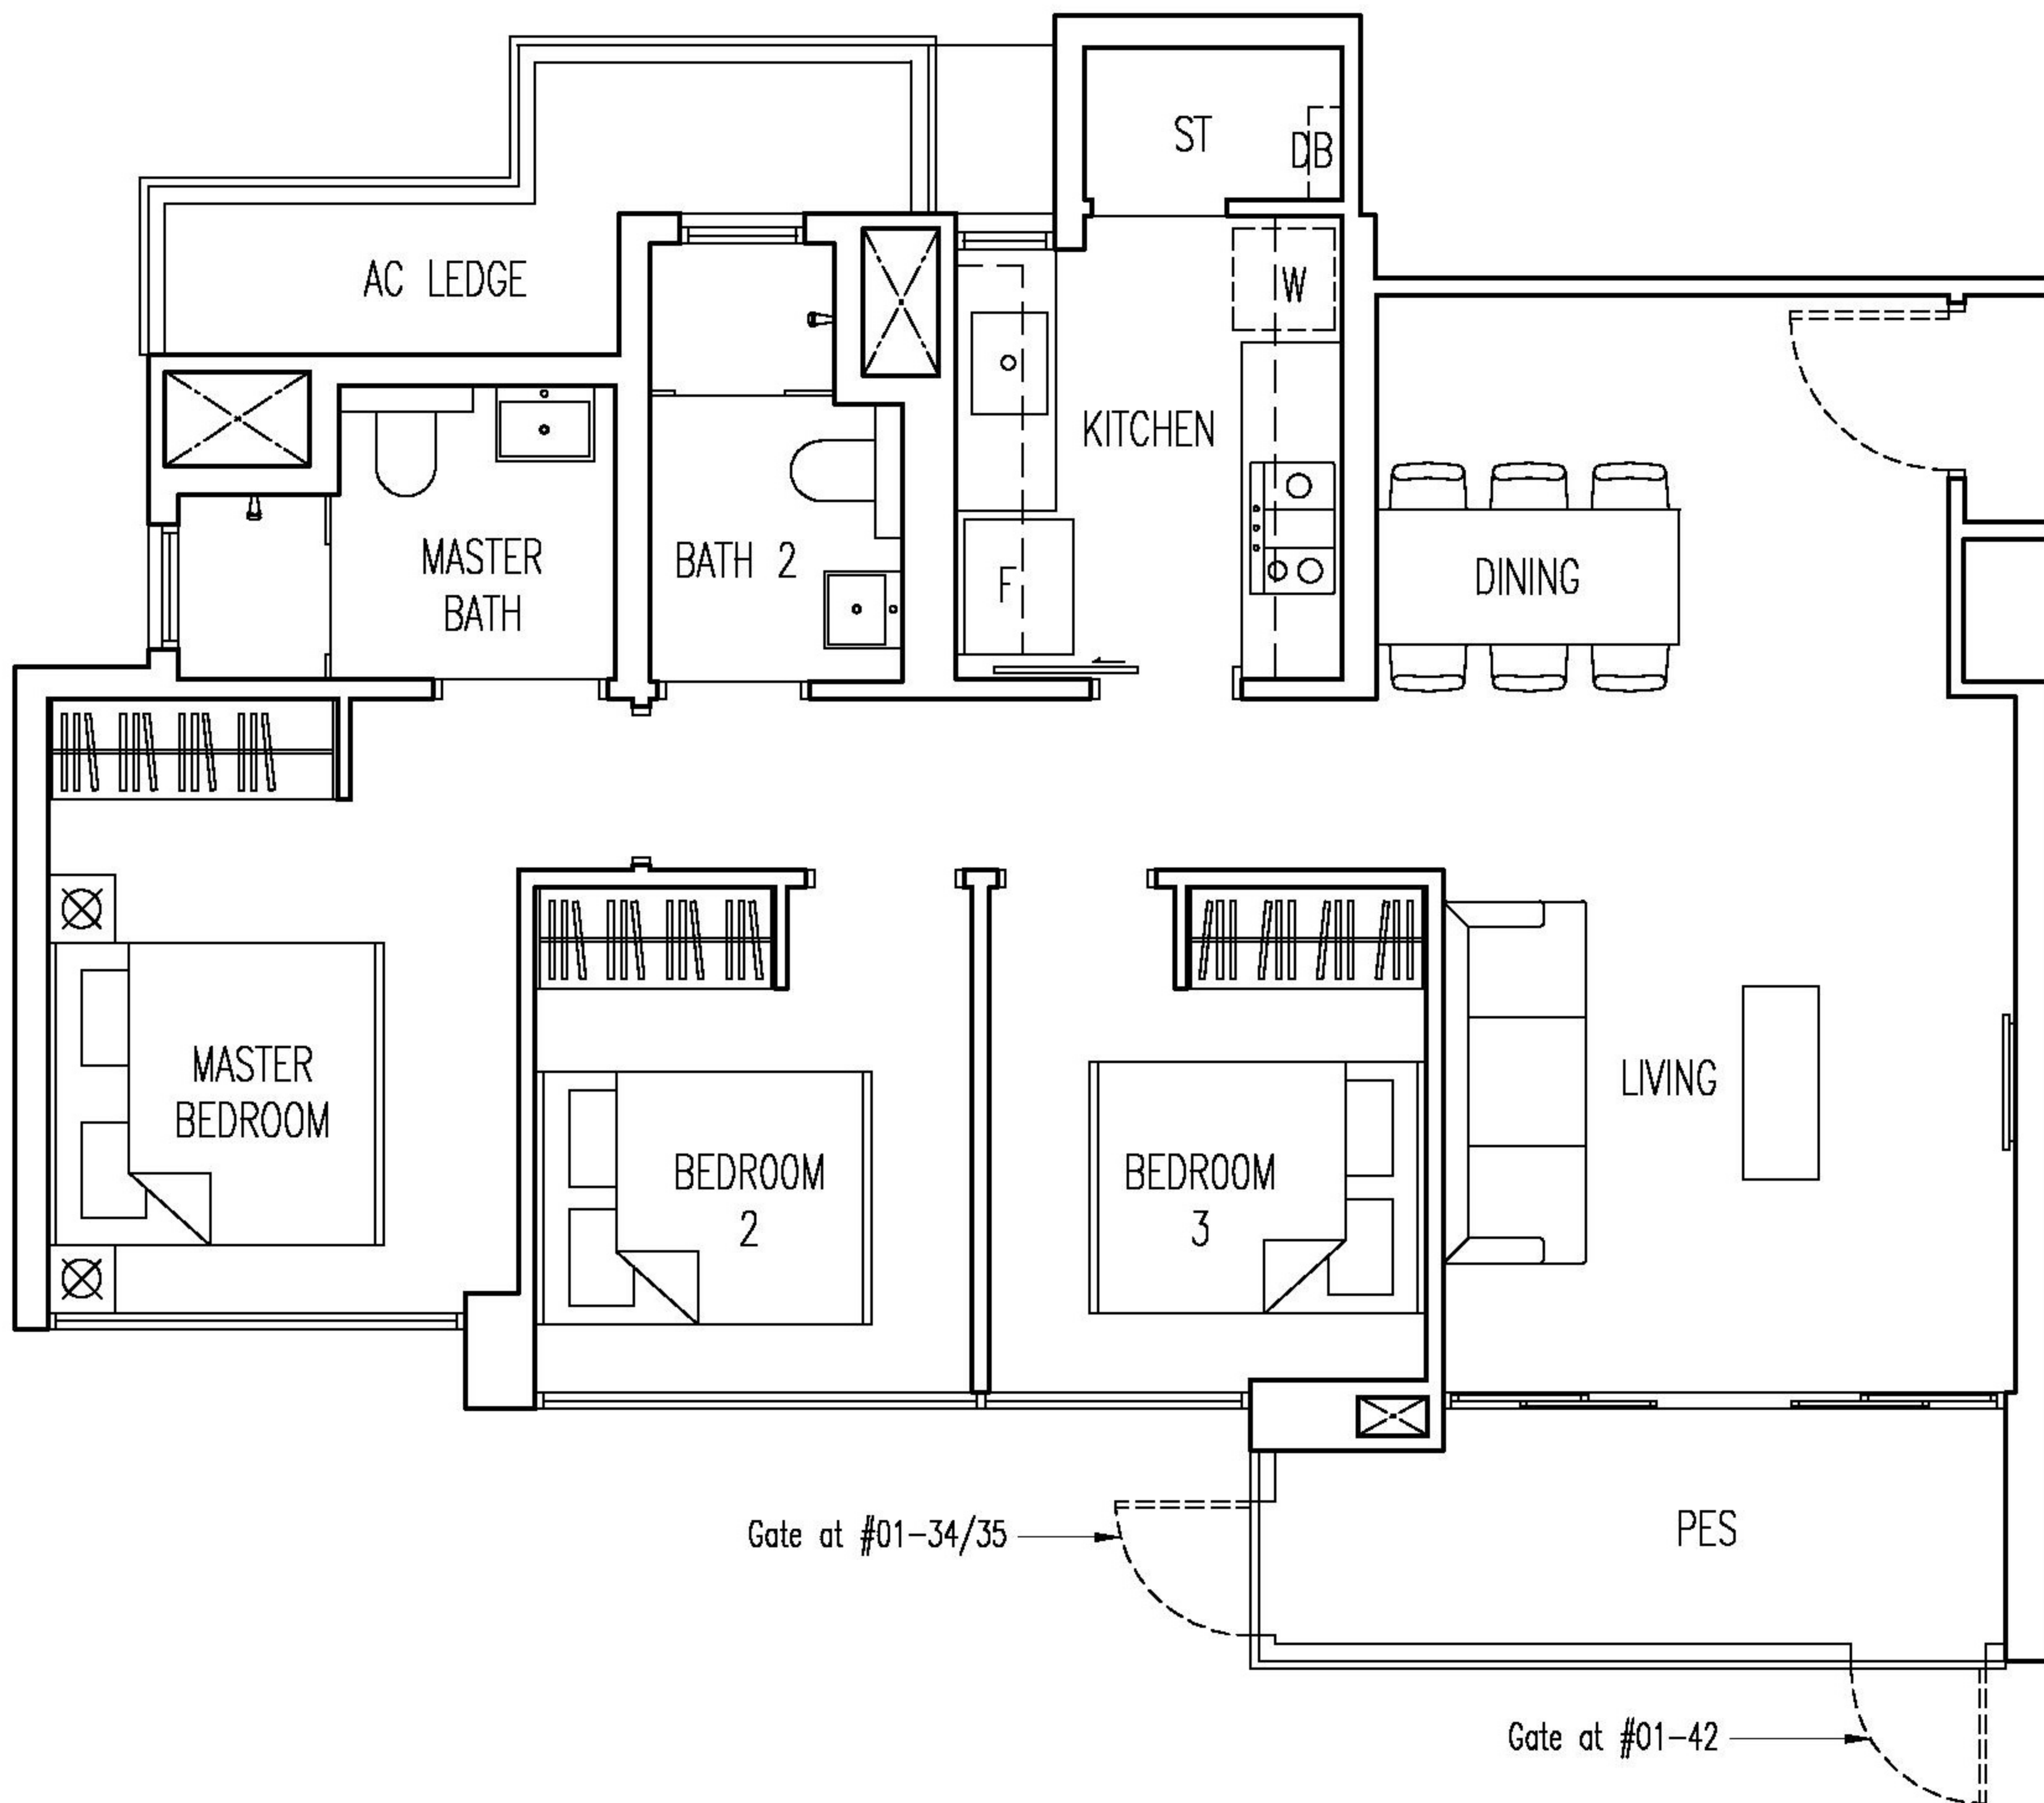 ST
DB
AC LEDGE
W
KITCHEN
MASTER
BATH
BATH 2
F
DINING
MASTER
BEDROOM
BEDROOM
2
BEDROOM
3
LIVING
Gate at #01-34/35
PES
Gate at #01-42